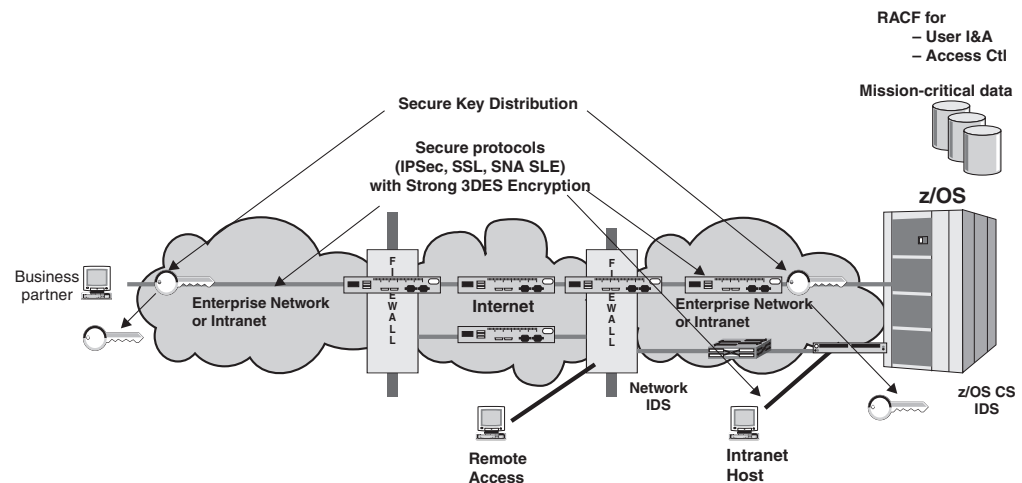 RACF for
– User I&A
– Access Ctl
Mission-critical data
Secure Key Distribution
Secure protocols
(IPSec, SSL, SNA SLE)
with Strong 3DES Encryption
z/OS
Business
partner
Enterprise Network
or Intranet
FIREWALL
Internet
FIREWALL
Enterprise Network
or Intranet
Network
IDS
z/OS CS
IDS
Remote
Access
Intranet
Host